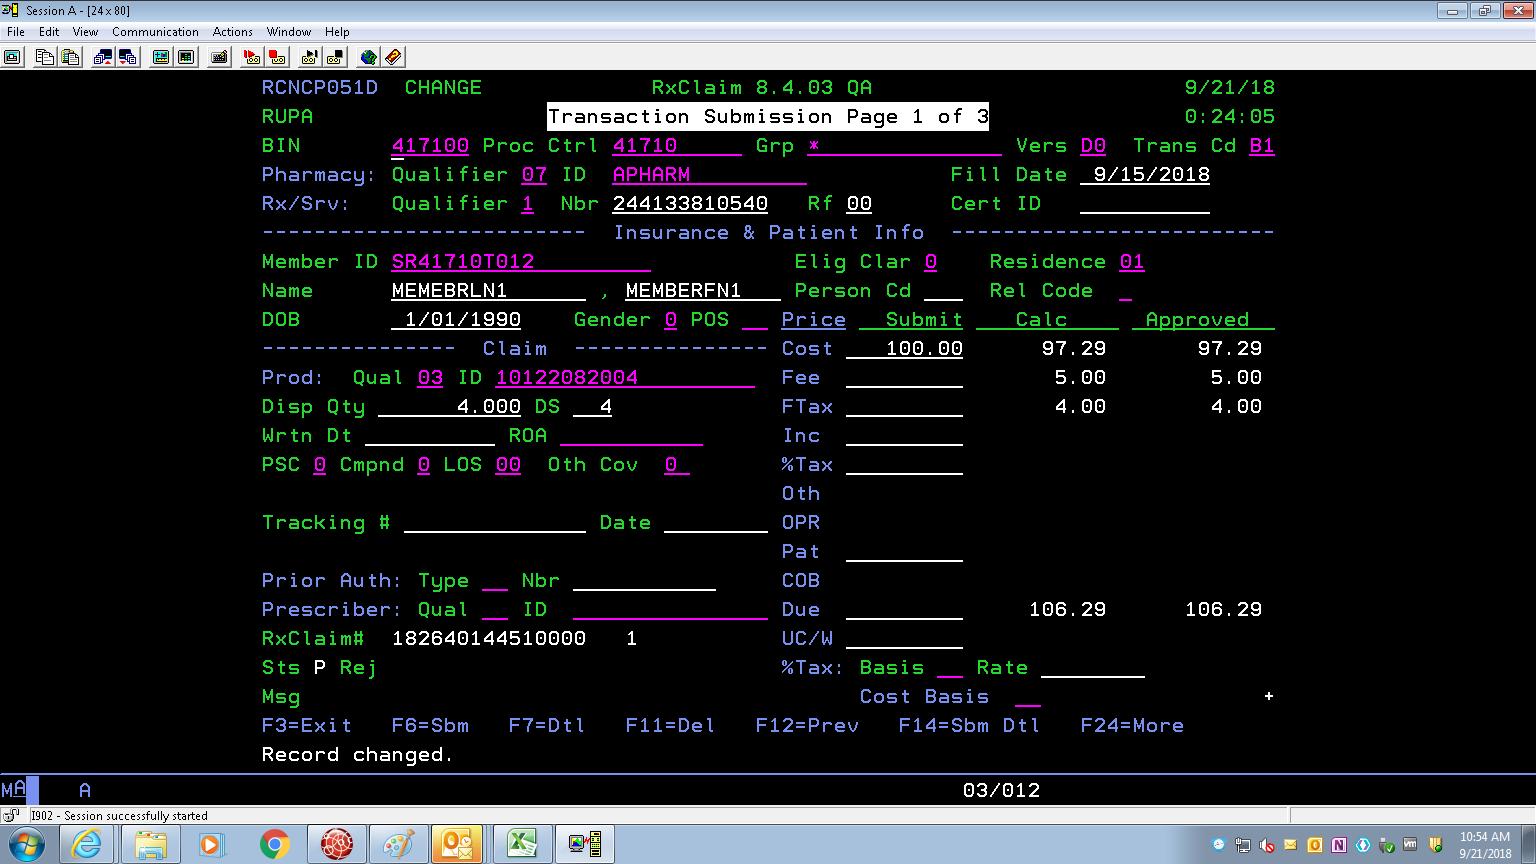 Session A - [24 x 80]
File Edit View Communication Actions Window Help
RCNCP051D CHANGE RxClaim 8.4.03 QA 9/21/18
RUPA Transaction Submission Page 1 of 3 0:24:05
BIN 417100 Proc Ctrl 41710 Grp * Vers D0 Trans Cd B1
Pharmacy: Qualifier 07 ID APHARM Fill Date 9/15/2018
Rx/Srv: Qualifier 1 Nbr 244133810540 Rf 00 Cert ID
------------------------- Insurance & Patient Info -------------------------
Member ID SR41710T012 Elig Clar 0 Residence 01
Name MEMEBRLN1 , MEMBERFN1 Person Cd Rel Code
DOB 1/01/1990 Gender 0 POS Price Submit Calc Approved
--------------- Claim --------------- Cost 100.00 97.29 97.29
Prod: Qual 03 ID 10122082004 Fee 5.00 5.00
Disp Qty 4.000 DS 4 FTax 4.00 4.00
Wrtn Dt ROA Inc
PSC 0 Cmpnd 0 LOS 00 Oth Cov 0 %Tax
Oth
Tracking # Date OPR
Pat
Prior Auth: Type Nbr COB
Prescriber: Qual ID Due 106.29 106.29
RxClaim# 182640144510000 1 UC/W
Sts P Rej %Tax: Basis Rate
Msg Cost Basis +
F3=Exit F6=Sbm F7=Dtl F11=Del F12=Prev F14=Sbm Dtl F24=More
Record changed.
MA A 03/012
I902 - Session successfully started
10:54 AM
9/21/2018